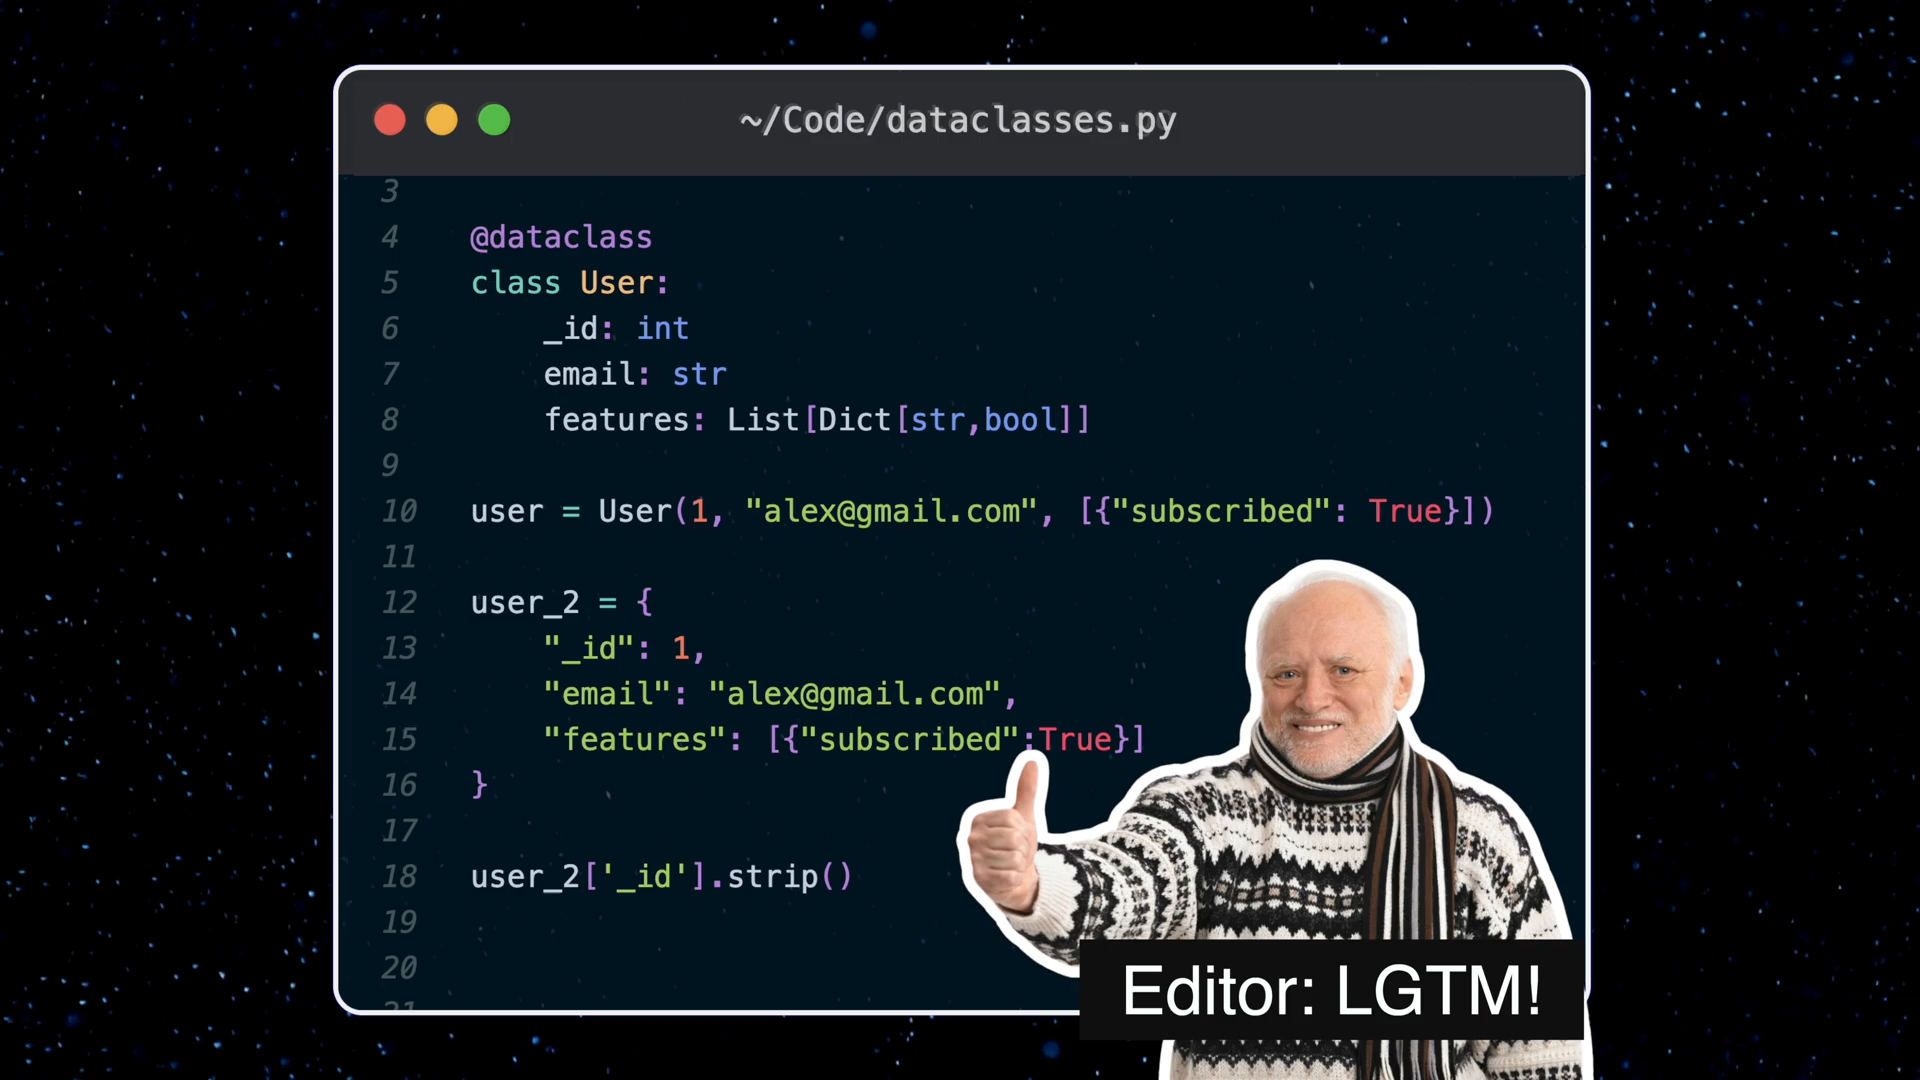 ~/Code/dataclasses.py
3
4 @dataclass
5 class User:
6 _id: int
7 email: str
8 features: List[Dict[str,bool]]
9
10 user = User(1, "alex@gmail.com", [{"subscribed": True}])
11
12 user_2 = {
13 "_id": 1,
14 "email": "alex@gmail.com",
15 "features": [{"subscribed":True}]
16 }
17
18 user_2['_id'].strip()
19
20
21
Editor: LGTM!